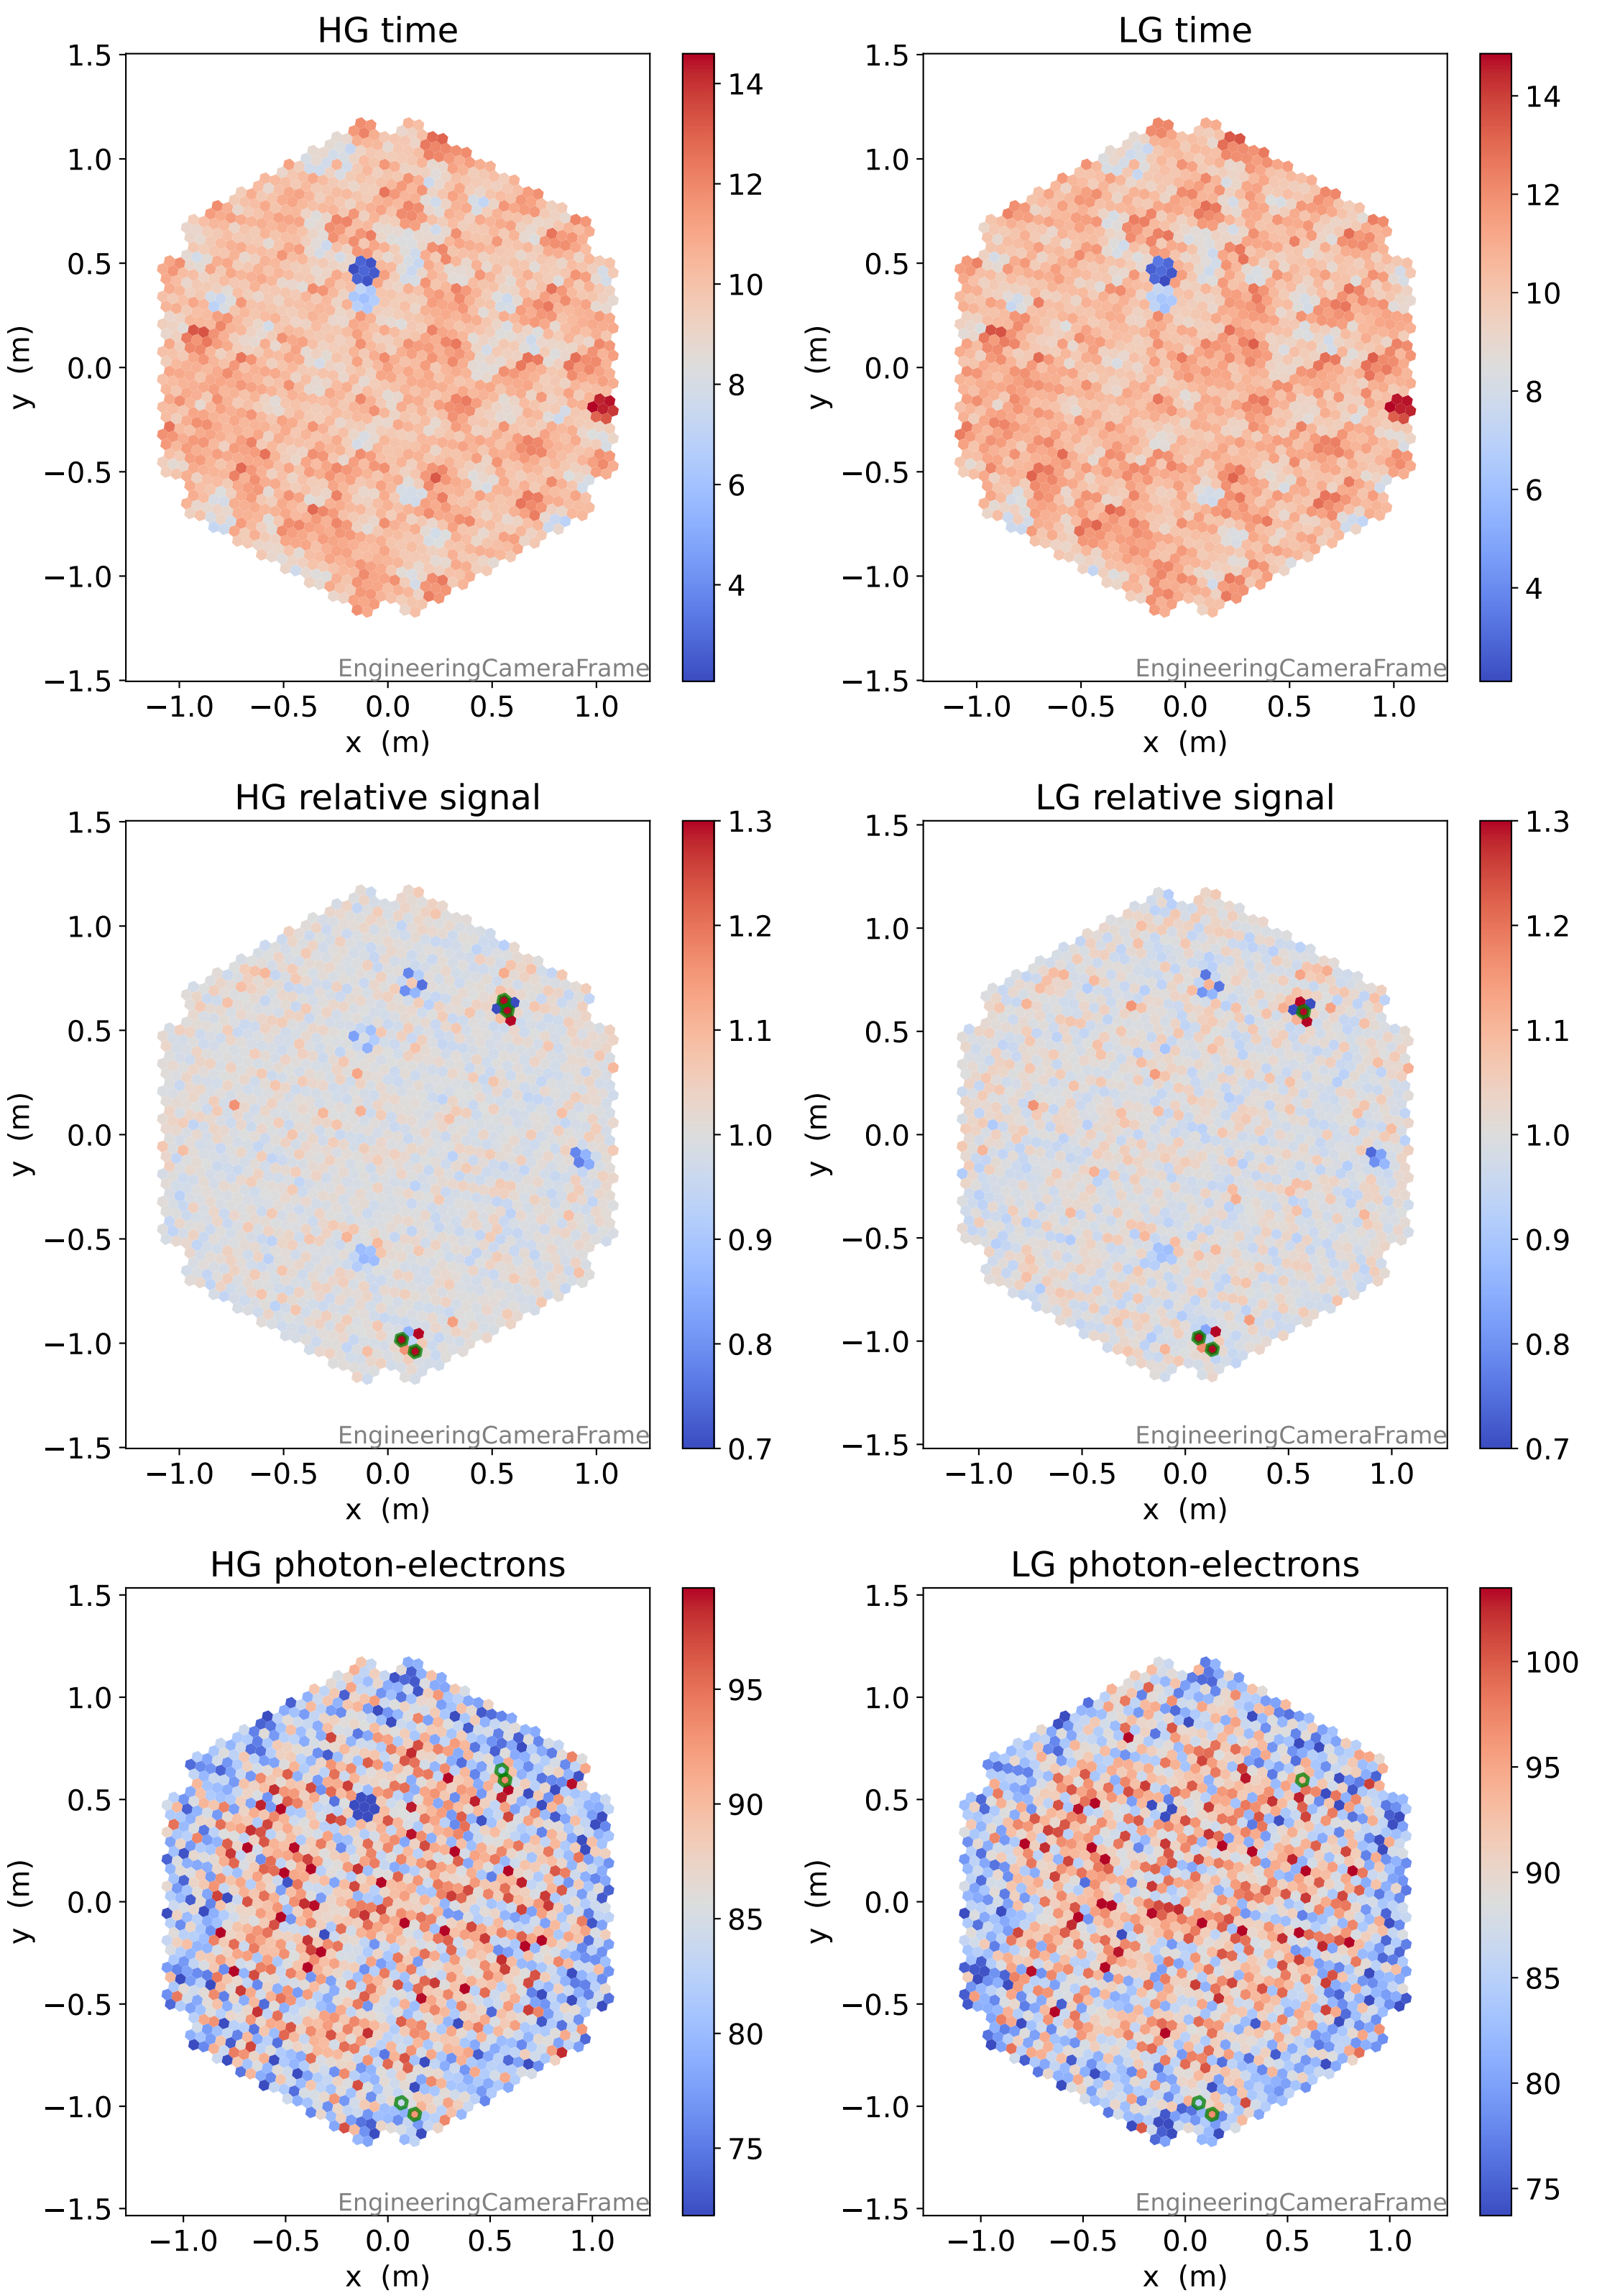 HG time
1.5
1.0
0.5
0.0
−0.5
−1.0
−1.5
y (m)
−1.0 −0.5 0.0 0.5 1.0
x (m)
EngineeringCameraFrame
14
12
10
8
6
4
LG time
1.5
1.0
0.5
0.0
−0.5
−1.0
−1.5
y (m)
−1.0 −0.5 0.0 0.5 1.0
x (m)
EngineeringCameraFrame
14
12
10
8
6
4
HG relative signal
1.5
1.0
0.5
0.0
−0.5
−1.0
−1.5
y (m)
−1.0 −0.5 0.0 0.5 1.0
x (m)
EngineeringCameraFrame
1.3
1.2
1.1
1.0
0.9
0.8
0.7
LG relative signal
1.5
1.0
0.5
0.0
−0.5
−1.0
−1.5
y (m)
−1.0 −0.5 0.0 0.5 1.0
x (m)
EngineeringCameraFrame
1.3
1.2
1.1
1.0
0.9
0.8
0.7
HG photon-electrons
1.5
1.0
0.5
0.0
−0.5
−1.0
−1.5
y (m)
−1.0 −0.5 0.0 0.5 1.0
x (m)
EngineeringCameraFrame
95
90
85
80
75
LG photon-electrons
1.5
1.0
0.5
0.0
−0.5
−1.0
−1.5
y (m)
−1.0 −0.5 0.0 0.5 1.0
x (m)
EngineeringCameraFrame
100
95
90
85
80
75